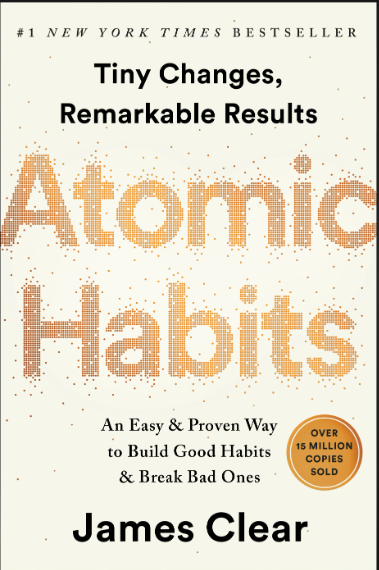 #1 NEW YORK TIMES BESTSELLER
Tiny Changes,
Remarkable Results
Atomic
Habits
An Easy & Proven Way
to Build Good Habits
& Break Bad Ones
OVER
15 MILLION
COPIES
SOLD
James Clear